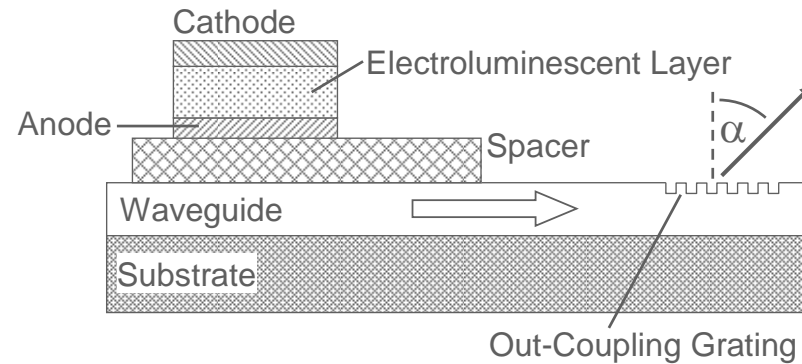 Cathode
Electroluminescent Layer
Anode
α
Spacer
Waveguide
Substrate
Out-Coupling Grating